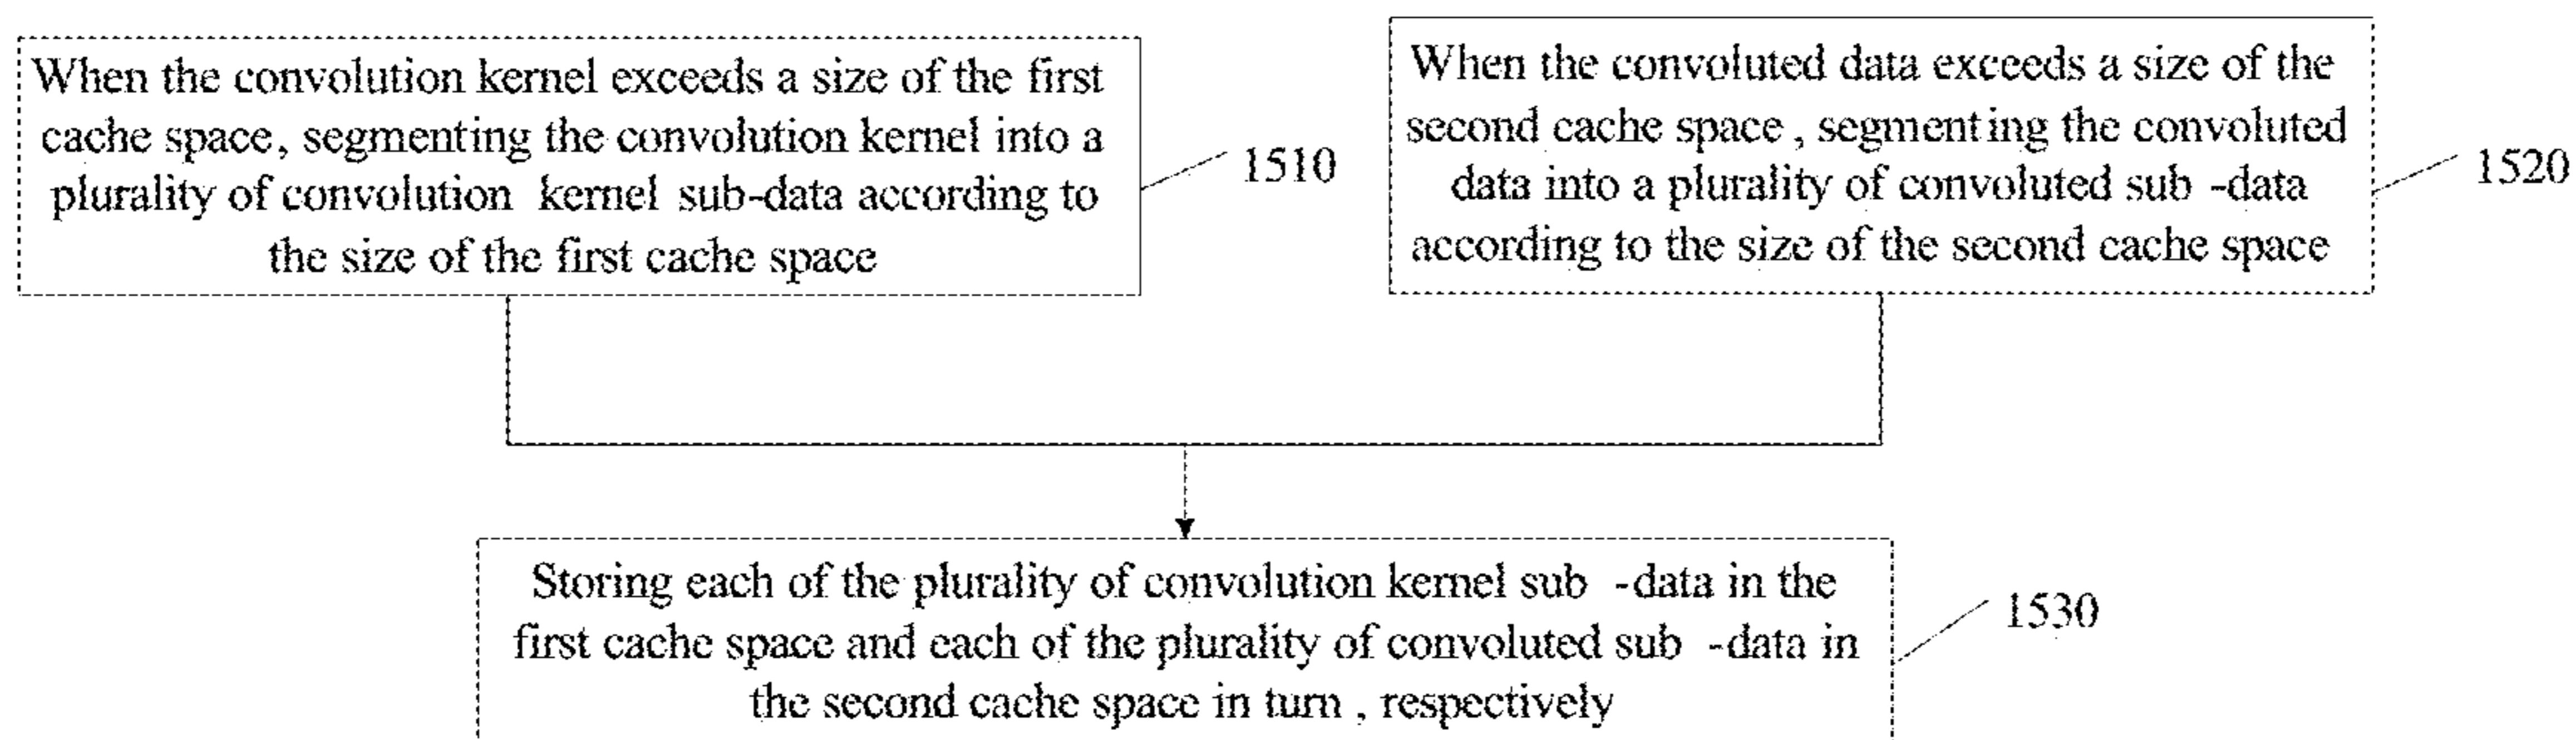 When the convolution kernel exceeds a size of the first
cache space, segmenting the convolution kernel into a
plurality of convolution kernel sub-data according to
the size of the first cache space
1510
When the convoluted data exceeds a size of the
second cache space , segmenting the convoluted
data into a plurality of convoluted sub -data
according to the size of the second cache space
1520
Storing each of the plurality of convolution kernel sub -data in the
first cache space and each of the plurality of convoluted sub -data in
the second cache space in turn , respectively
1530